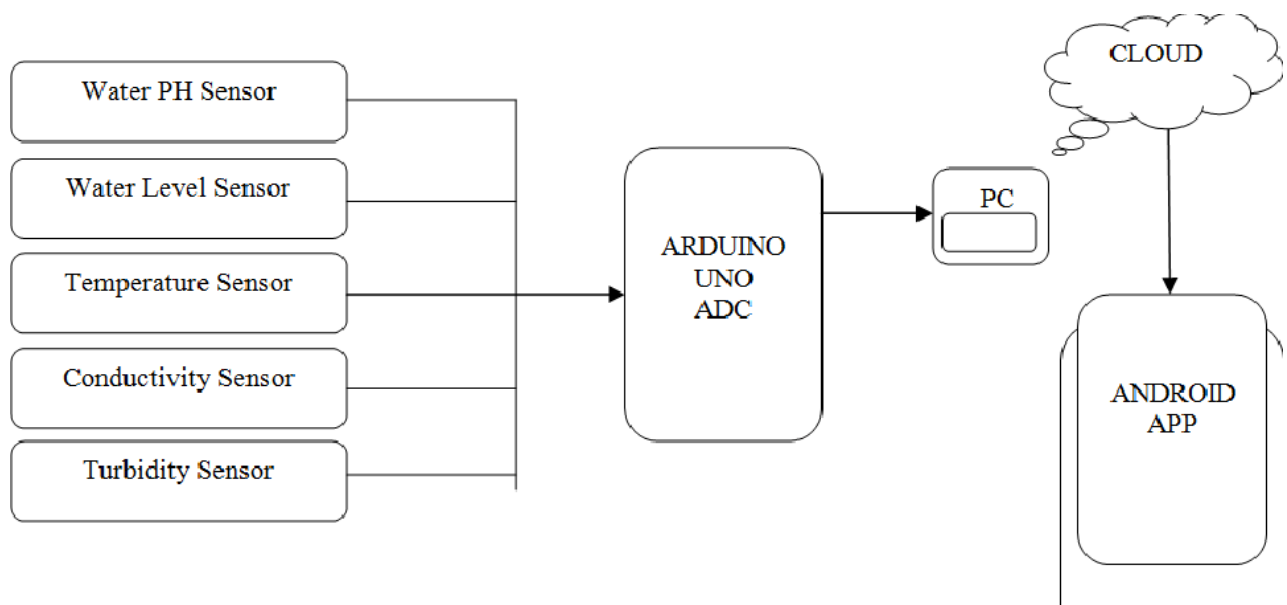 Water PH Sensor
Water Level Sensor
Temperature Sensor
Conductivity Sensor
Turbidity Sensor
ARDUINO
UNO
ADC
PC
CLOUD
ANDROID
APP